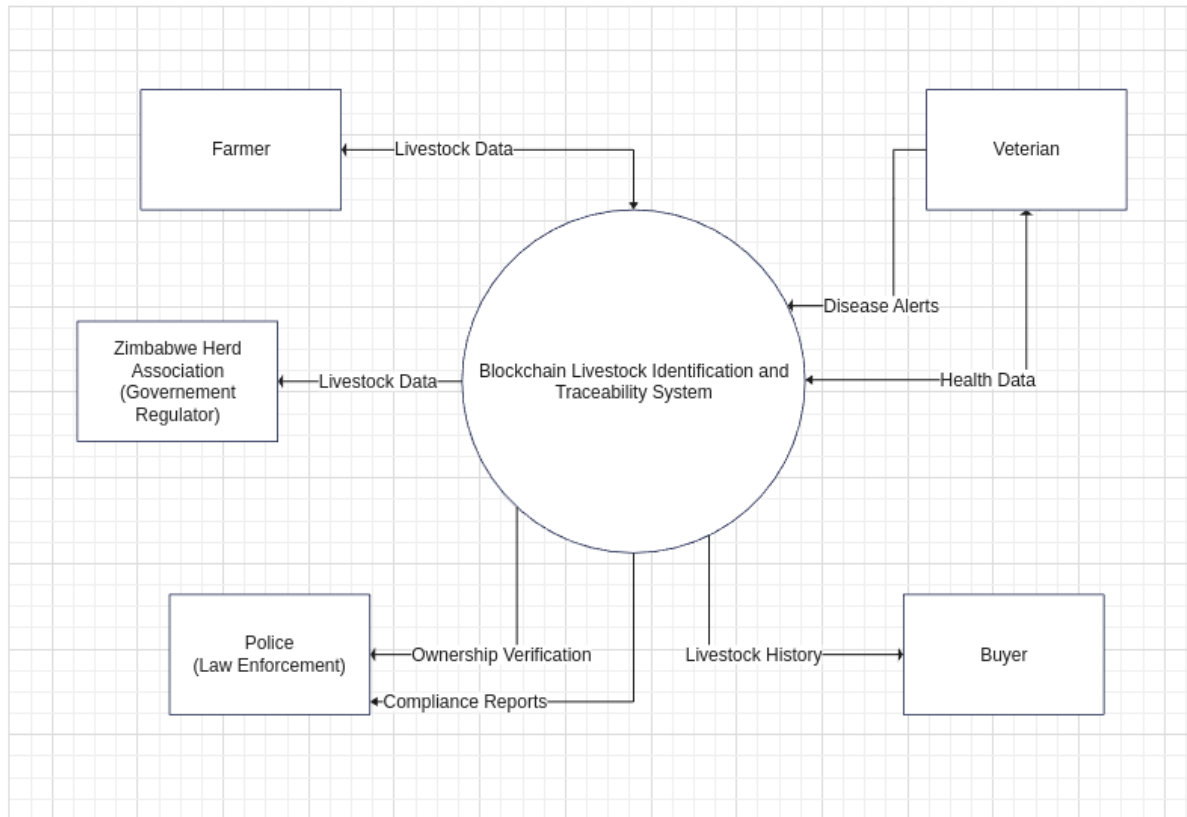 Farmer
Livestock Data
Veterian
Disease Alerts
Zimbabwe Herd
Association
(Governement
Regulator)
Livestock Data
Blockchain Livestock Identification and
Traceability System
Health Data
Police
(Law Enforcement)
Ownership Verification
Compliance Reports
Livestock History
Buyer